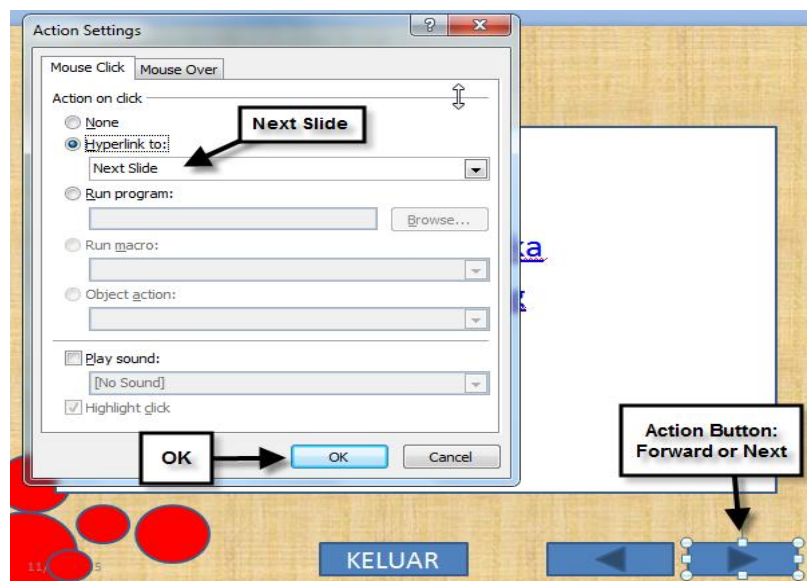 Action Settings
Mouse Click Mouse Over
Action on click
None
Next Slide
Hyperlink to:
Next Slide
Run program:
Browse...
Run macro:
Object action:
Play sound:
[No Sound]
Highlight click
OK
OK Cancel
Action Button:
Forward or Next
KELUAR